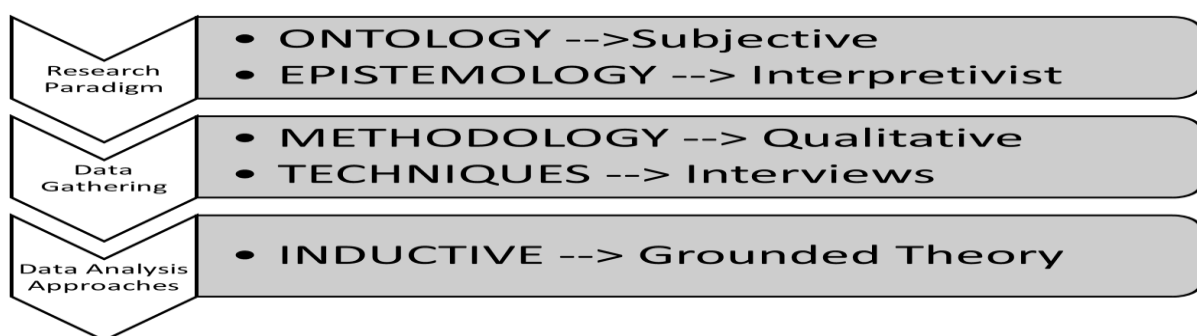 Research
Paradigm
• ONTOLOGY -->Subjective
• EPISTEMOLOGY --> Interpretivist
Data
Gathering
• METHODOLOGY --> Qualitative
• TECHNIQUES --> Interviews
Data Analysis
Approaches
• INDUCTIVE --> Grounded Theory